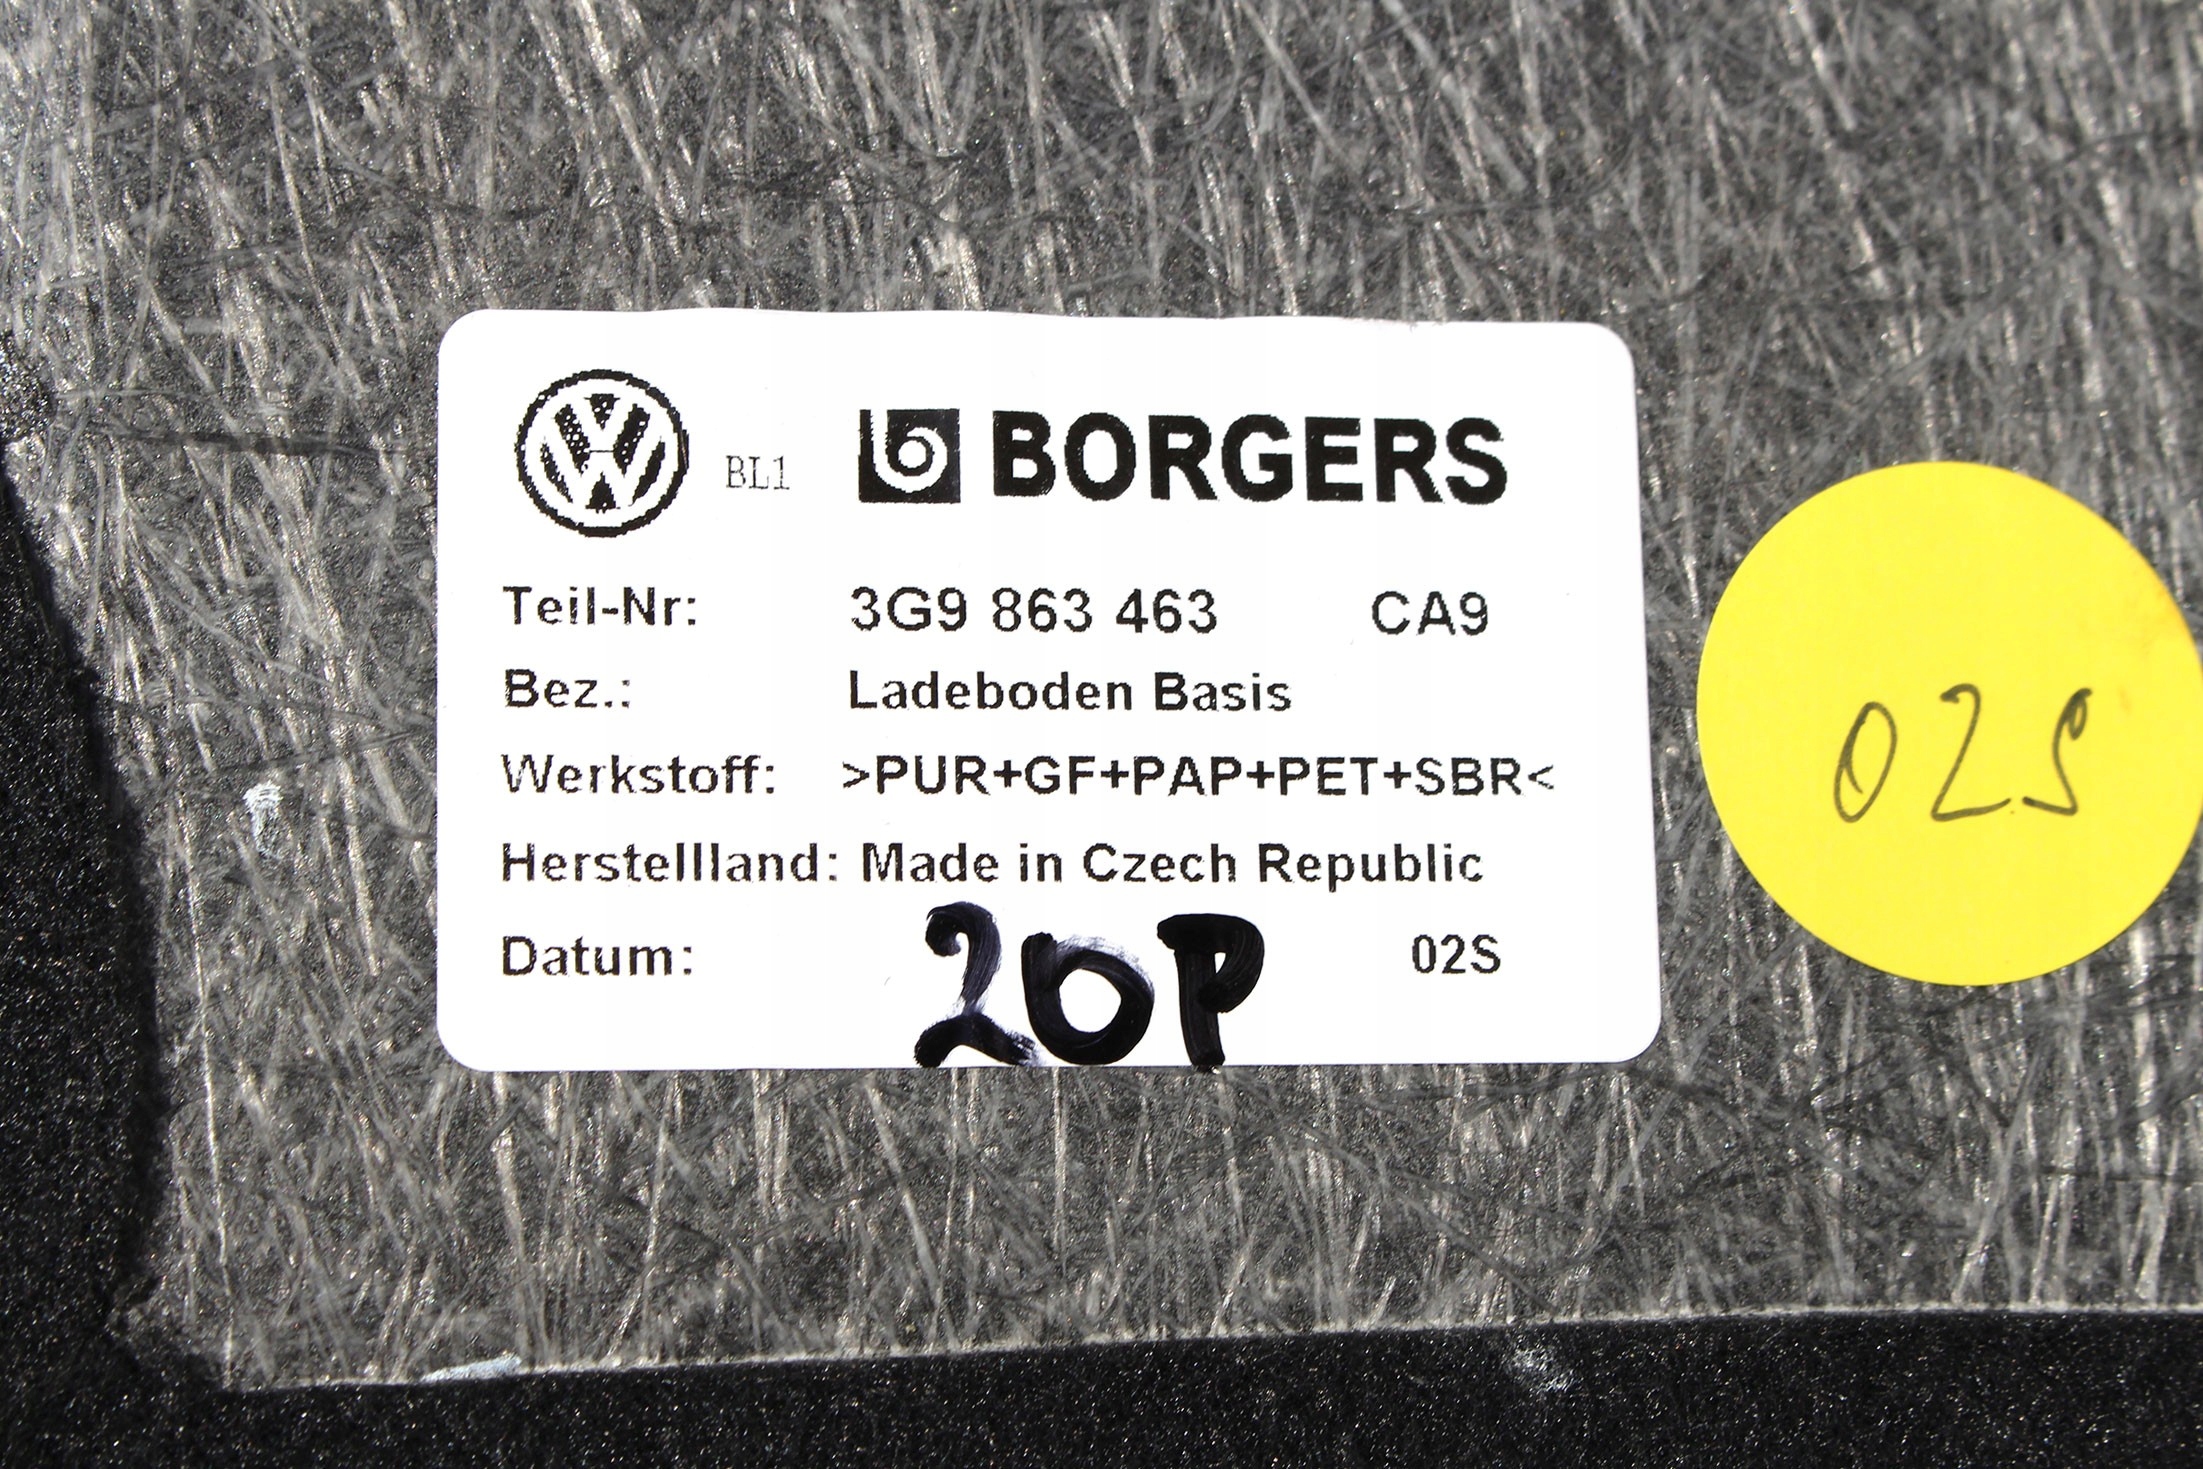 BL1 BORGERS
Teil-Nr: 3G9 863 463 CA9
Bez.: Ladeboden Basis
Werkstoff: >PUR+GF+PAP+PET+SBR<
Herstellland: Made in Czech Republic
Datum: 20P 02S
02S